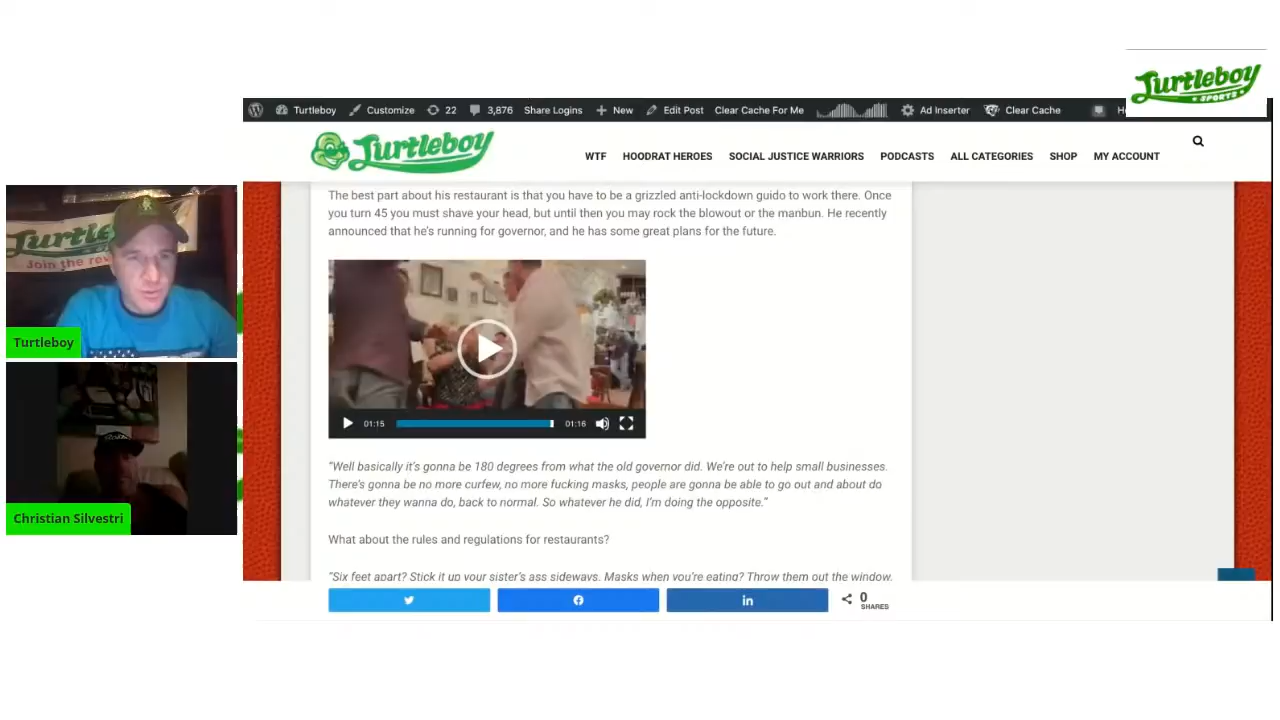 Turtleboy
SPORTS
Turtleboy Customize 22 3,876 Share Logins New Edit Post Clear Cache For Me Ad Inserter Clear Cache
Turtleboy
WTF HOODRAT HEROES SOCIAL JUSTICE WARRIORS PODCASTS ALL CATEGORIES SHOP MY ACCOUNT
The best part about his restaurant is that you have to be a grizzled anti-lockdown guido to work there. Once
you turn 45 you must shave your head, but until then you may rock the blowout or the manbun. He recently
announced that he's running for governor, and he has some great plans for the future.
Turtle
Join the
Turtleboy
Christian Silvestri
01:15 01:16
“Well basically it’s gonna be 180 degrees from what the old governor did. We’re out to help small businesses.
There’s gonna be no more curfew, no more fucking masks, people are gonna be able to go out and about do
whatever they wanna do, back to normal. So whatever he did, I’m doing the opposite.”
What about the rules and regulations for restaurants?
“Six feet apart? Stick it up your sister’s ass sideways. Masks when you’re eating? Throw them out the window.
0
SHARES